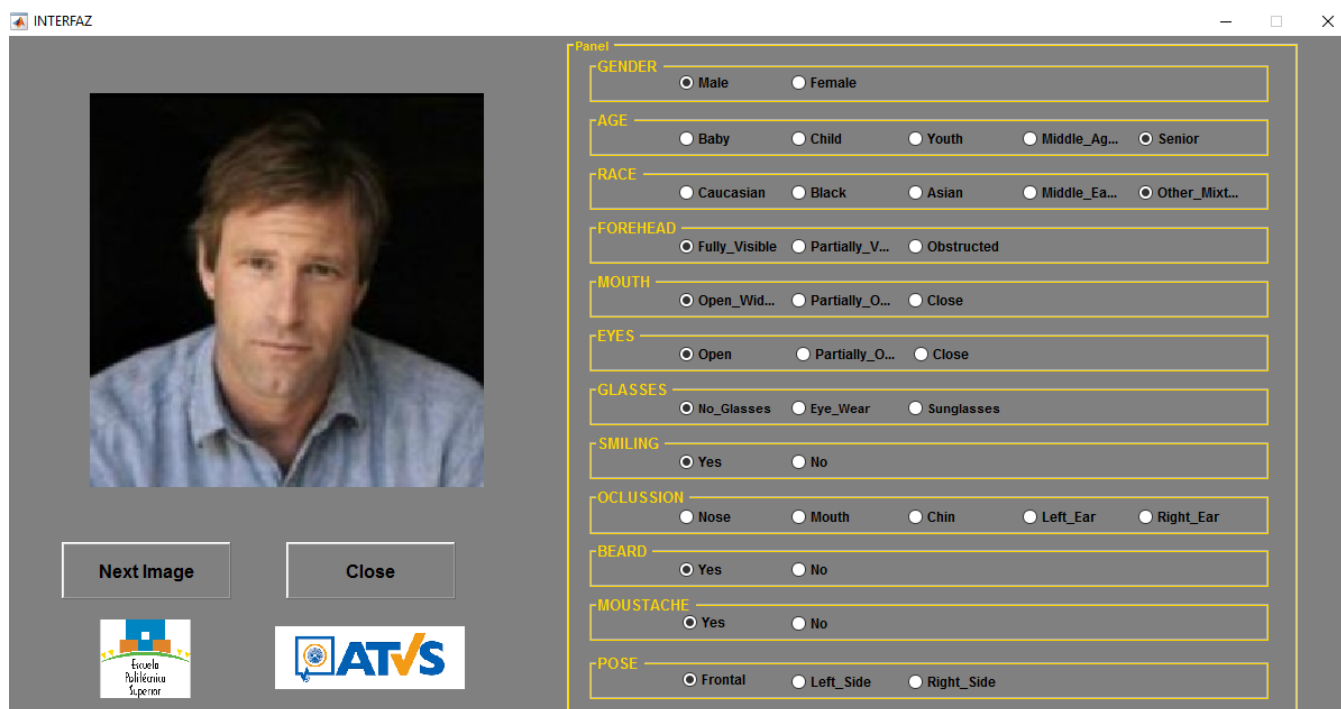 INTERFAZ
Panel
GENDER
Male Female
AGE
Baby Child Youth Middle_Ag... Senior
RACE
Caucasian Black Asian Middle_Ea... Other_Mixt...
FOREHEAD
Fully_Visible Partially_V... Obstructed
MOUTH
Open_Wid... Partially_O... Close
EYES
Open Partially_O... Close
GLASSES
No_Glasses Eye_Wear Sunglasses
SMILING
Yes No
OCLUSSION
Nose Mouth Chin Left_Ear Right_Ear
BEARD
Yes No
MOUSTACHE
Yes No
POSE
Frontal Left_Side Right_Side
Next Image Close
Escuela
Politécnica
Superior
ATVS